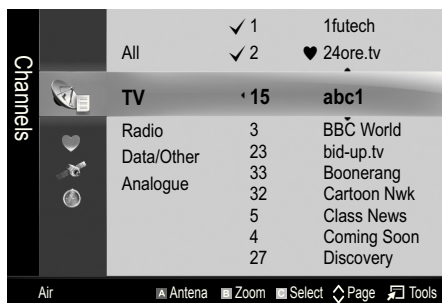 Channels
✓ 1 1futech
All ✓ 2 ♥ 24ore.tv
TV 15 abc1
Radio 3 BBC World
Data/Other 23 bid-up.tv
Analogue 33 Boonerang
32 Cartoon Nwk
5 Class News
4 Coming Soon
27 Discovery
Air A Antena B Zoom C Select Page Tools